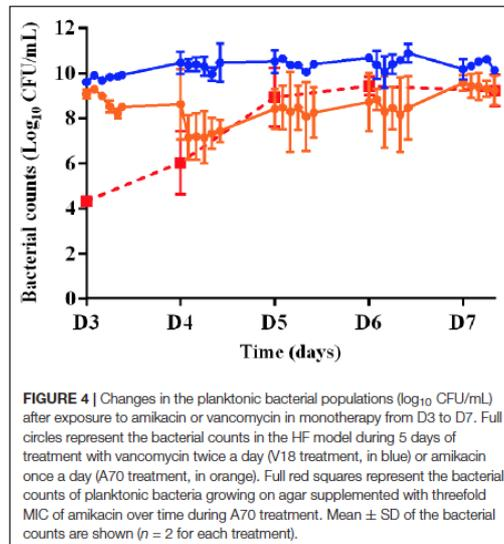 12
10
8
6
4
2
0
Bacterial counts (Log₁₀ CFU/mL)
D3 D4 D5 D6 D7
Time (days)
FIGURE 4 | Changes in the planktonic bacterial populations (log₁₀ CFU/mL)
after exposure to amikacin or vancomycin in monotherapy from D3 to D7. Full
circles represent the bacterial counts in the HF model during 5 days of
treatment with vancomycin twice a day (V18 treatment, in blue) or amikacin
once a day (A70 treatment, in orange). Full red squares represent the bacterial
counts of planktonic bacteria growing on agar supplemented with threefold
MIC of amikacin over time during A70 treatment. Mean ± SD of the bacterial
counts are shown (n = 2 for each treatment).